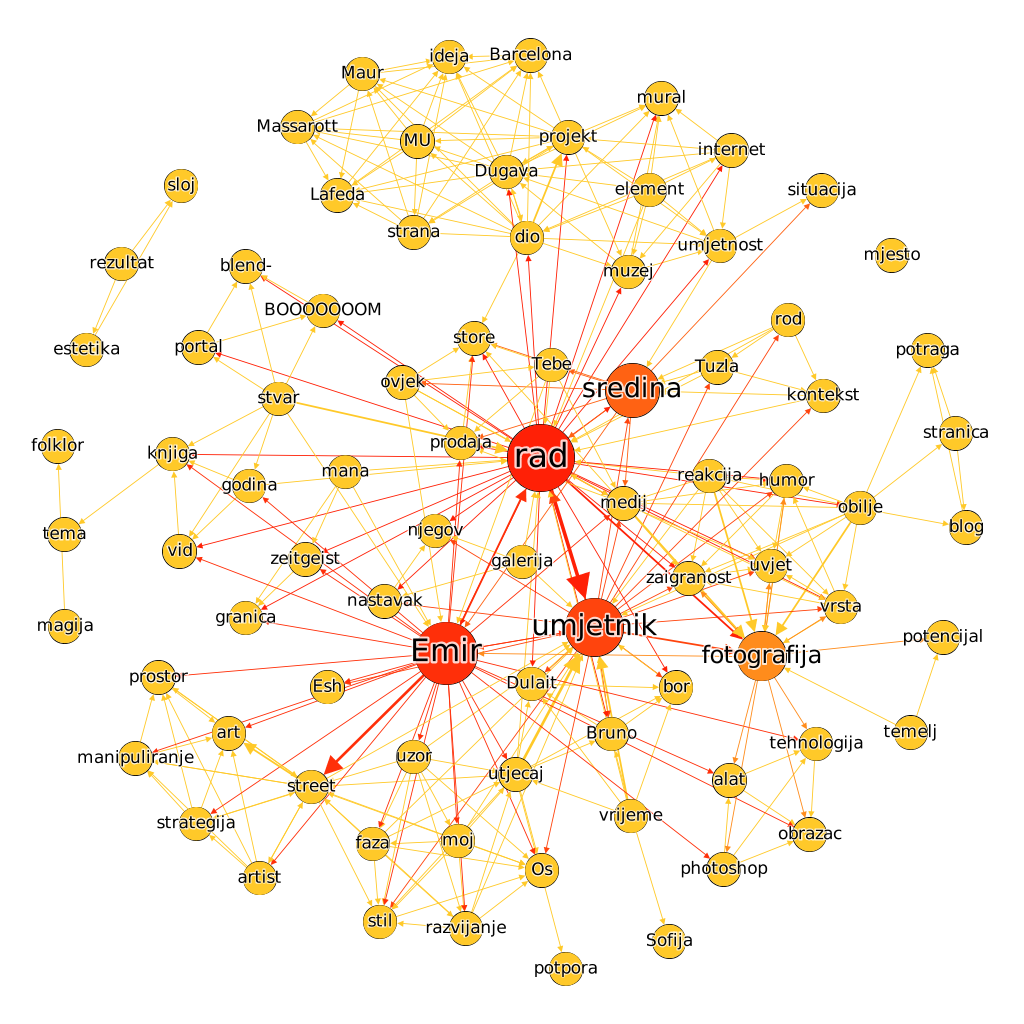 ideja
Barcelona
Maur
mural
Massarott
MU
projekt
internet
Dugava
sloj
Lafeda
element
situacija
strana
dio
umjetnost
mjesto
rezultat
blend-
muzej
BOOOOOOOM
rod
estetika
portal
store
Tebe
Tuzla
potraga
ovjek
sredina
kontekst
stvar
folklor
knjiga
prodaja
rad
stranica
godina
mana
reakcija
humor
medij
obilje
tema
njegov
blog
vid
zeitgeist
galerija
zaigranost
uvjet
nastavak
vrsta
granica
magija
umjetnik
potencijal
Emir
fotografija
prostor
Esh
Dulait
bor
art
Bruno
temelj
manipuliranje
uzor
tehnologija
street
utjecaj
alat
strategija
vrijeme
faza
moj
obrazac
artist
Os
photoshop
stil
razvijanje
Sofija
potpora